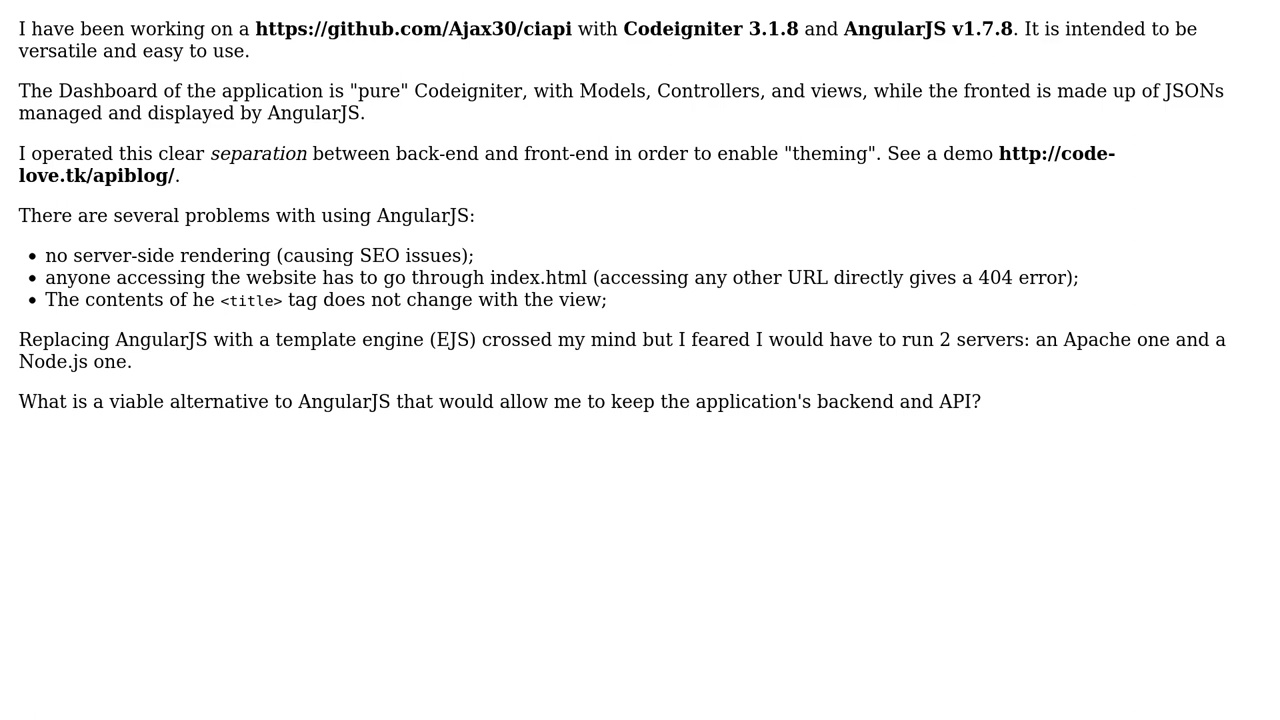 I have been working on a https://github.com/Ajax30/ciapi with Codeigniter 3.1.8 and AngularJS v1.7.8. It is intended to be
versatile and easy to use.
The Dashboard of the application is "pure" Codeigniter, with Models, Controllers, and views, while the fronted is made up of JSONs
managed and displayed by AngularJS.
I operated this clear separation between back-end and front-end in order to enable "theming". See a demo http://code-
love.tk/apiblog/.
There are several problems with using AngularJS:
• no server-side rendering (causing SEO issues);
• anyone accessing the website has to go through index.html (accessing any other URL directly gives a 404 error);
• The contents of he <title> tag does not change with the view;
Replacing AngularJS with a template engine (EJS) crossed my mind but I feared I would have to run 2 servers: an Apache one and a
Node.js one.
What is a viable alternative to AngularJS that would allow me to keep the application's backend and API?